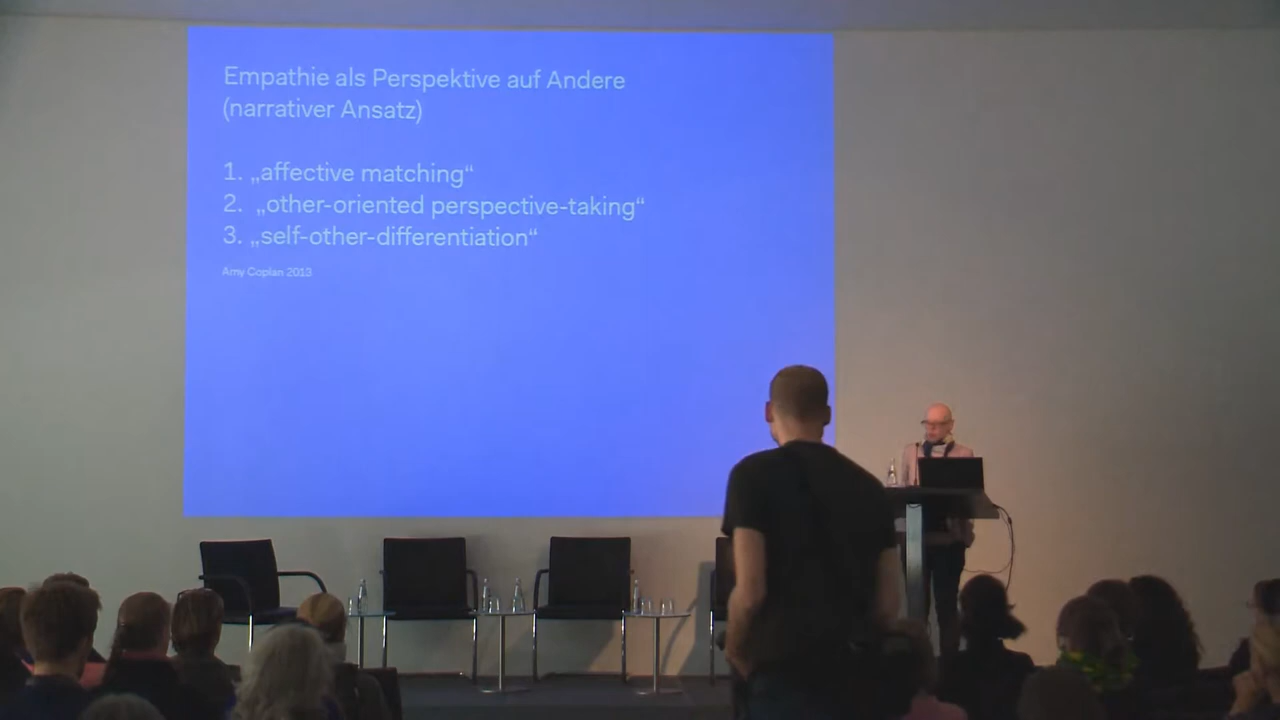 Empathie als Perspektive auf Andere
(narrativer Ansatz)
1. „affective matching“
2. „other-oriented perspective-taking“
3. „self-other-differentiation“
Amy Coplan 2013